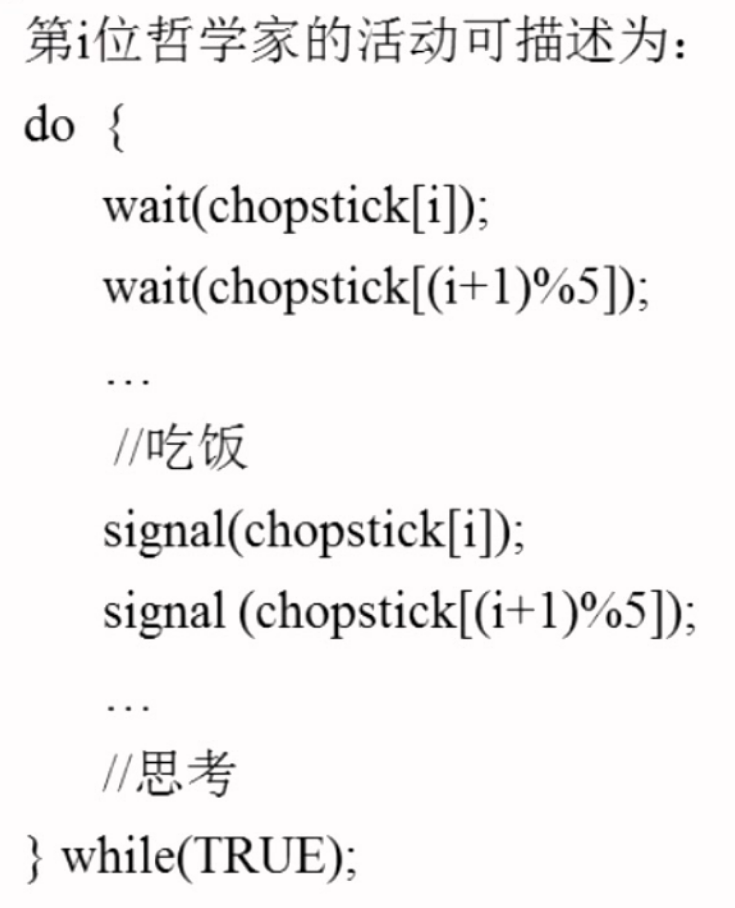 第i位哲学家的活动可描述为：
do {
wait(chopstick[i]);
wait(chopstick[(i+1)%5]);
…
//吃饭
signal(chopstick[i]);
signal (chopstick[(i+1)%5]);
…
//思考
} while(TRUE);